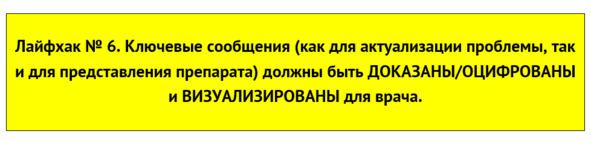 Лайфхак № 6. Ключевые сообщения (как для актуализации проблемы, так
и для представления препарата) должны быть ДОКАЗАНЫ/ОЦИФРОВАНЫ
и ВИЗУАЛИЗИРОВАНЫ для врача.